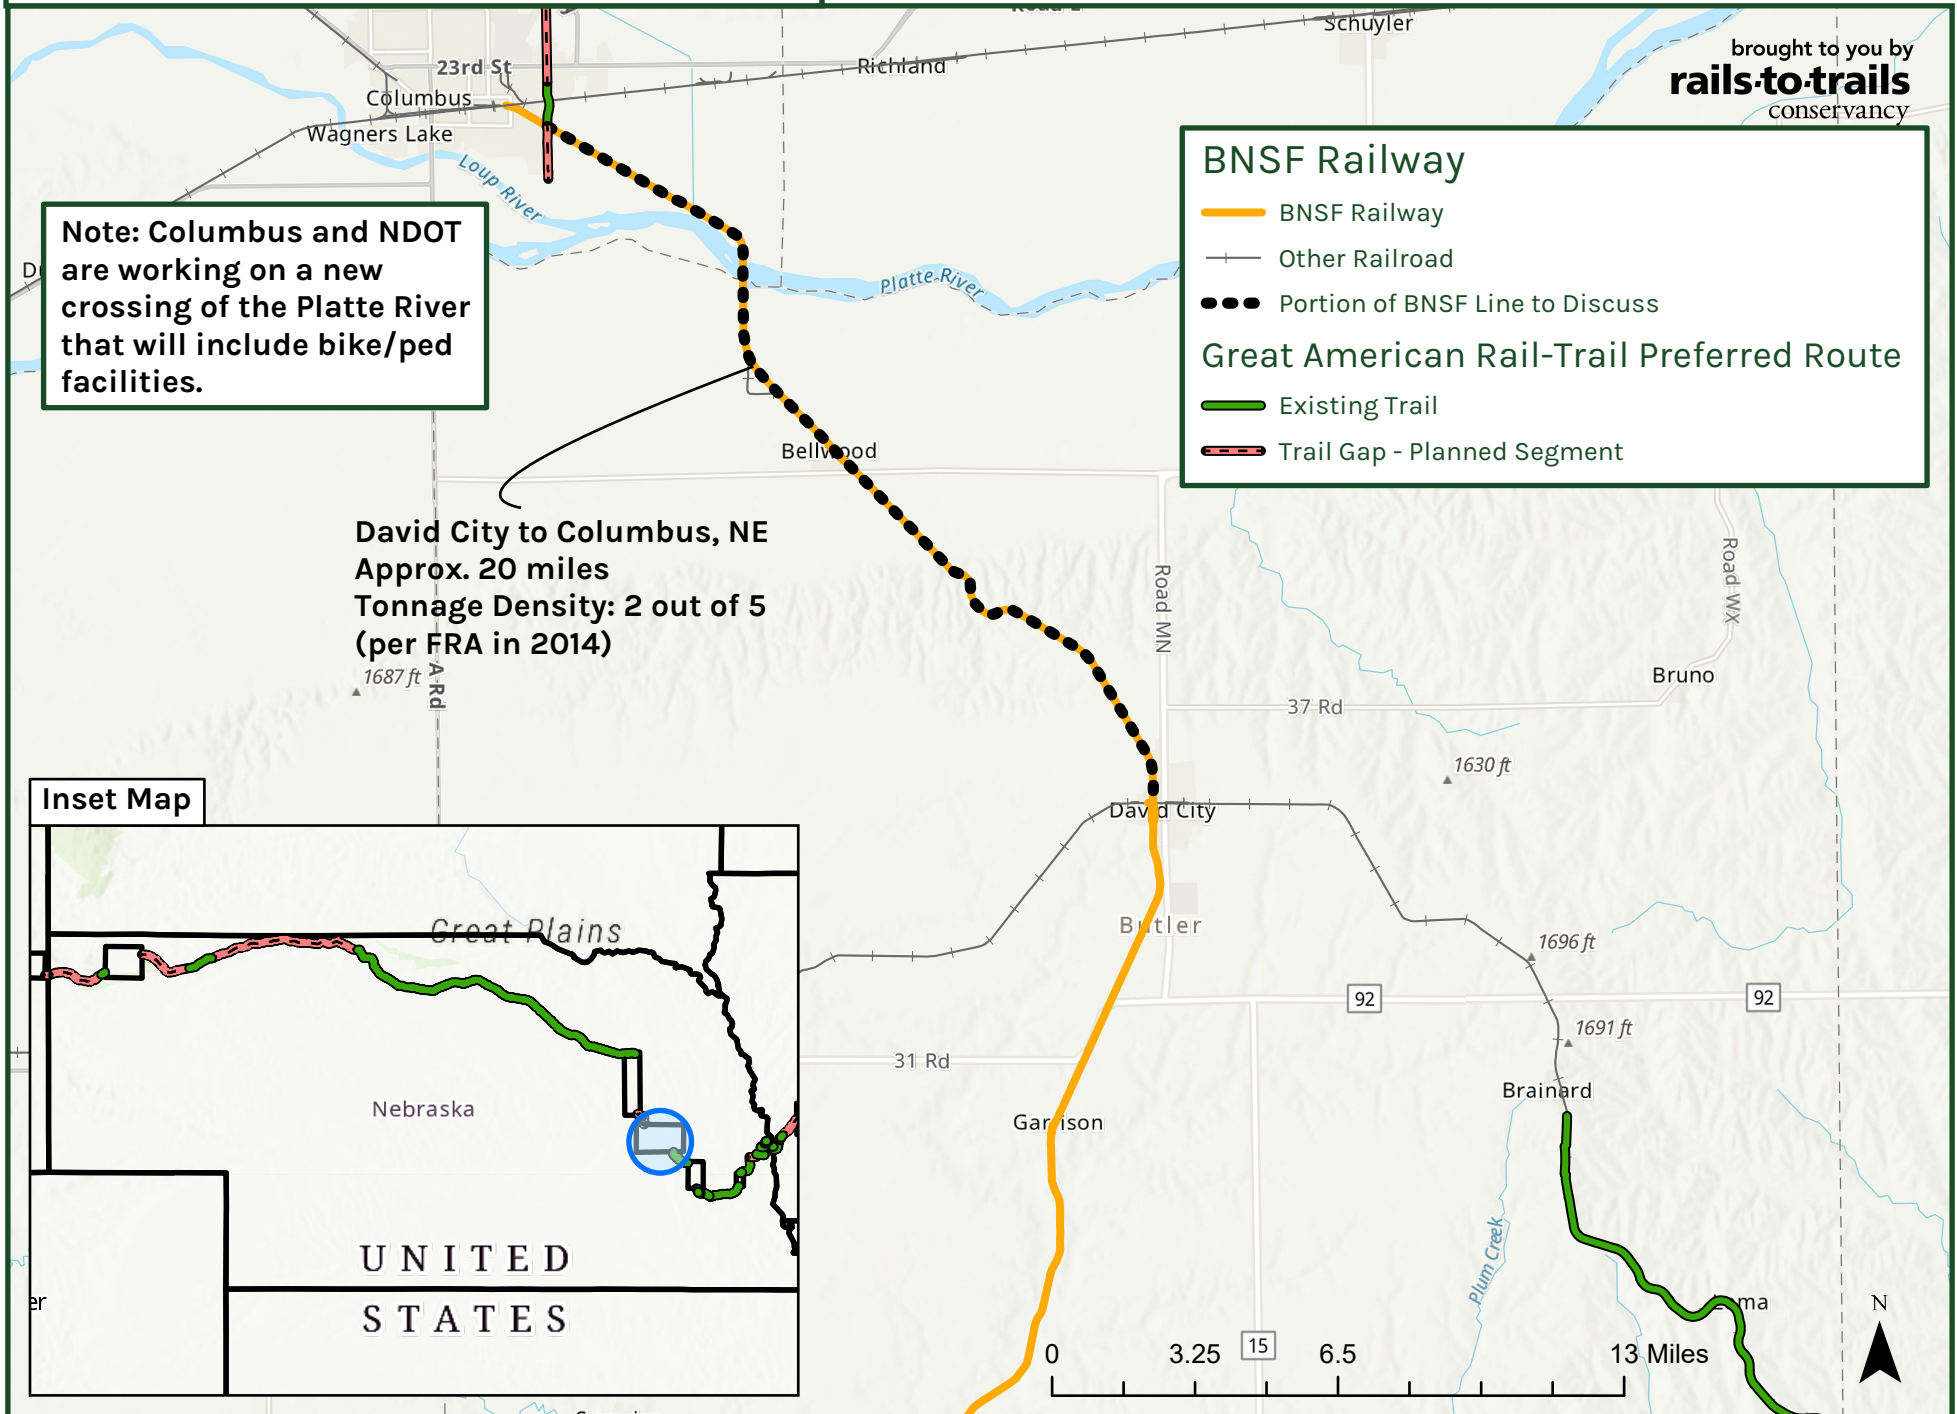 Schuyler
23rd St
Richland
Columbus
Wagners Lake
Loup River
Platte River
brought to you by
rails·to·trails
conservancy
BNSF Railway
BNSF Railway
Other Railroad
Portion of BNSF Line to Discuss
Great American Rail-Trail Preferred Route
Existing Trail
Trail Gap - Planned Segment
Note: Columbus and NDOT
are working on a new
crossing of the Platte River
that will include bike/ped
facilities.
Bellwood
David City to Columbus, NE
Approx. 20 miles
Tonnage Density: 2 out of 5
(per FRA in 2014)
1687 ft
A Rd
Road MN
Road WX
Bruno
37 Rd
1630 ft
David City
Butler
1696 ft
92
92
1691 ft
31 Rd
Brainard
Garrison
Plum Creek
Loma
15
0 3.25 6.5 13 Miles
N
Inset Map
Great Plains
Nebraska
UNITED
STATES
er